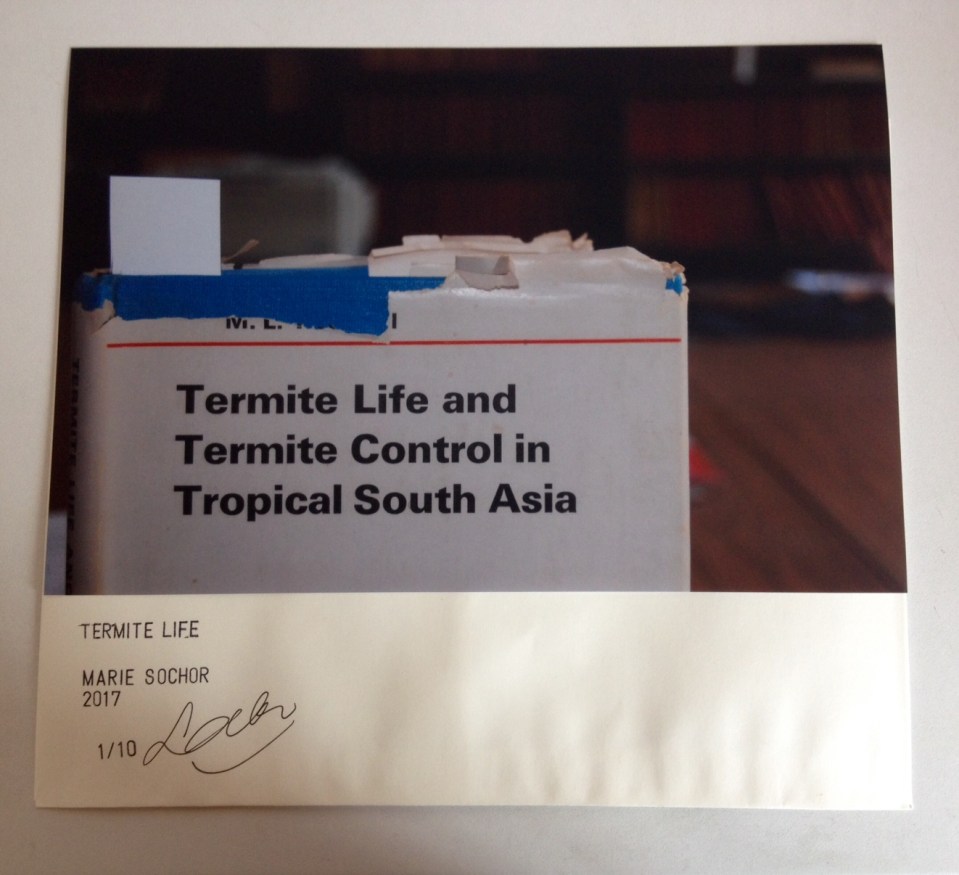 M. L.
Termite Life and
Termite Control in
Tropical South Asia
TERMITE LIFE
MARIE SOCHOR
2017
1/10